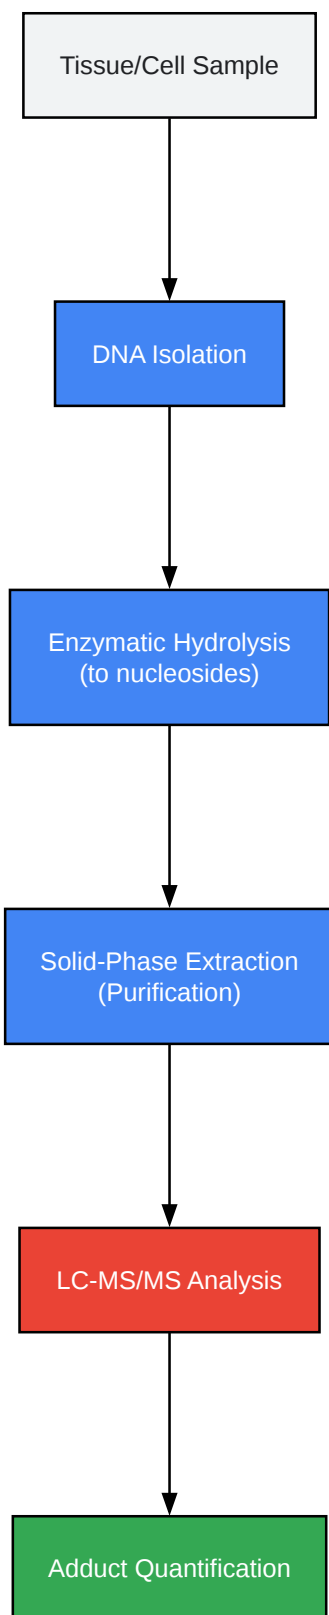 Tissue/Cell Sample
DNA Isolation
Enzymatic Hydrolysis
(to nucleosides)
Solid-Phase Extraction
(Purification)
LC-MS/MS Analysis
Adduct Quantification